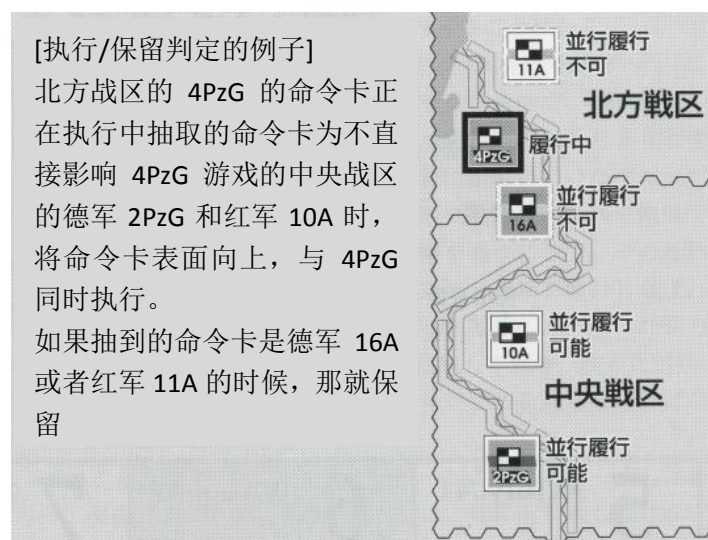 [执行/保留判定的例子]
北方战区的 4PzG 的命令卡正
在执行中抽取的命令卡为不直
接影响 4PzG 游戏的中央战区
的德军 2PzG 和红军 10A 时，
将命令卡表面向上，与 4PzG
同时执行。
如果抽到的命令卡是德军 16A
或者红军 11A 的时候，那就保
留
11A
並行履行
不可
北方戦区
4PzG
履行中
16A
並行履行
不可
10A
並行履行
可能
中央戦区
2PzG
並行履行
可能